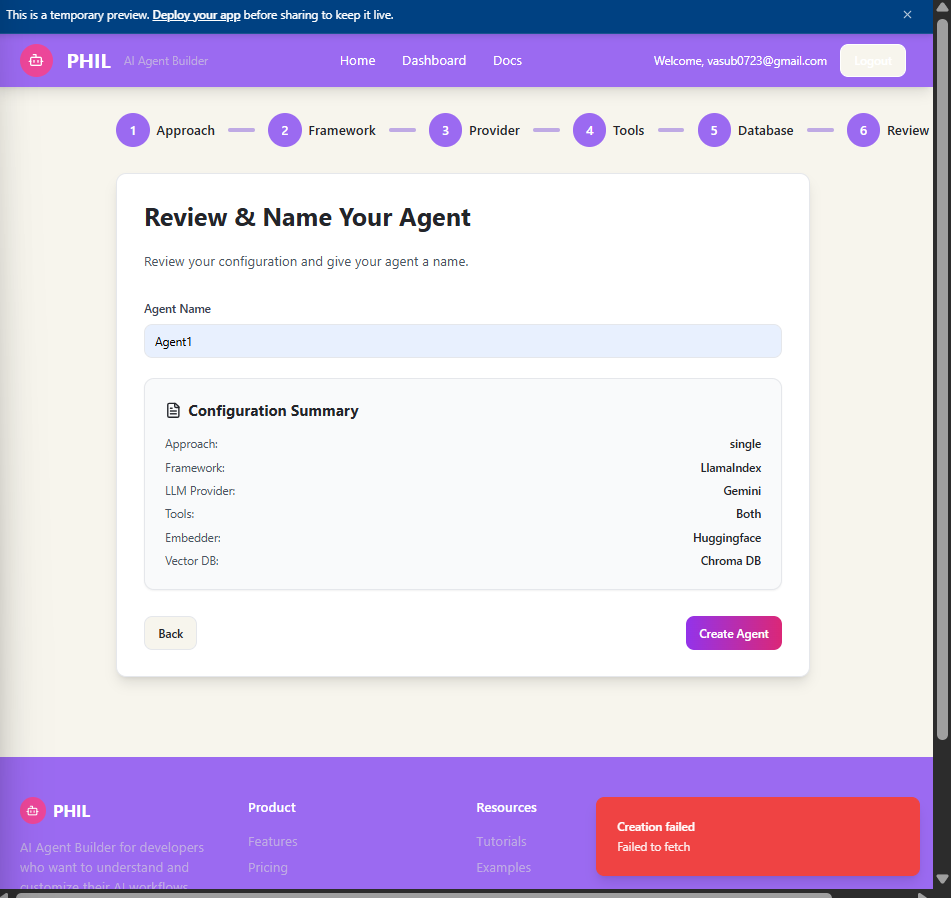 This is a temporary preview. Deploy your app before sharing to keep it live.
PHIL AI Agent Builder Home Dashboard Docs Welcome, vasub0723@gmail.com Logout
1 Approach 2 Framework 3 Provider 4 Tools 5 Database 6 Review
Review & Name Your Agent
Review your configuration and give your agent a name.
Agent Name
Agent1
Configuration Summary
Approach: single
Framework: LlamaIndex
LLM Provider: Gemini
Tools: Both
Embedder: Huggingface
Vector DB: Chroma DB
Back Create Agent
PHIL
AI Agent Builder for developers
who want to understand and
customize their AI workflows
Product
Features
Pricing
Resources
Tutorials
Examples
Creation failed
Failed to fetch